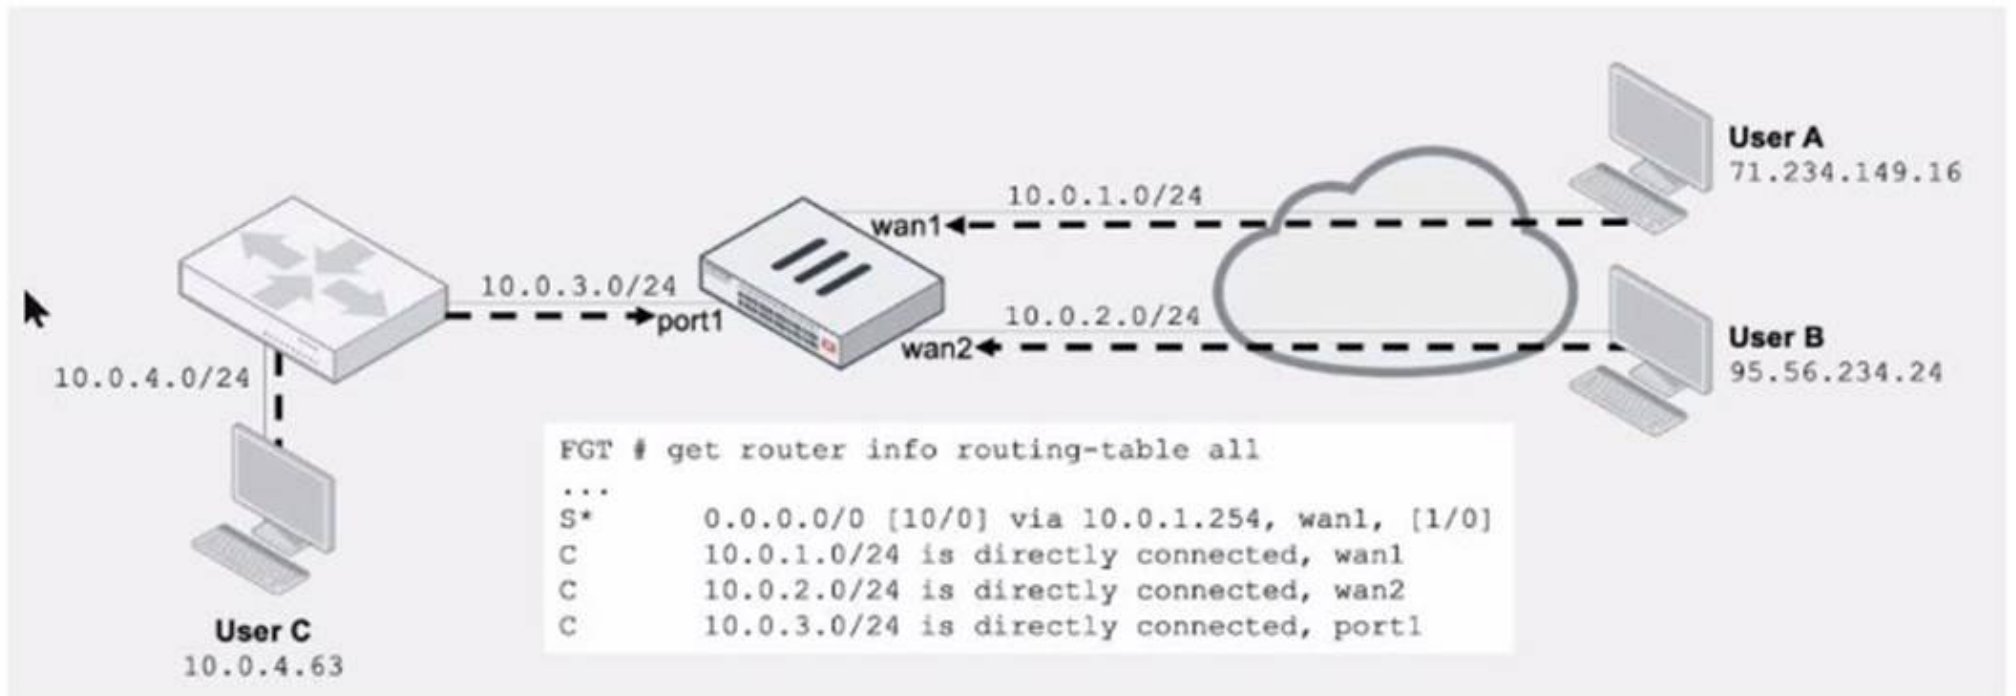 User A
71.234.149.16
10.0.1.0/24
wan1
10.0.3.0/24
port1
10.0.2.0/24
wan2
User B
95.56.234.24
10.0.4.0/24
User C
10.0.4.63
FGT # get router info routing-table all
...
S* 0.0.0.0/0 [10/0] via 10.0.1.254, wan1, [1/0]
C 10.0.1.0/24 is directly connected, wan1
C 10.0.2.0/24 is directly connected, wan2
C 10.0.3.0/24 is directly connected, port1